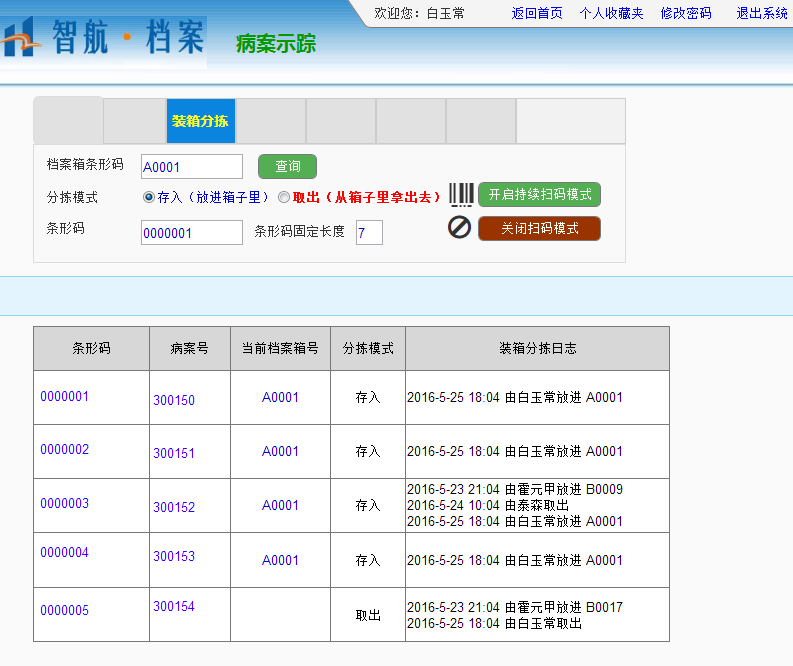 欢迎您：白玉常 返回首页 个人收藏夹 修改密码 退出系统
智航·档案 病案示踪
装箱分拣
档案箱条形码 A0001 查询
分拣模式 存入（放进箱子里） 取出（从箱子里拿出去） 开启持续扫码模式
条形码 0000001 条形码固定长度 7 关闭扫码模式
条形码 病案号 当前档案箱号 分拣模式 装箱分拣日志
0000001 300150 A0001 存入 2016-5-25 18:04 由白玉常放进 A0001
0000002 300151 A0001 存入 2016-5-25 18:04 由白玉常放进 A0001
0000003 300152 A0001 存入 2016-5-23 21:04 由霍元甲放进 B0009
2016-5-24 10:04 由泰森取出
2016-5-25 18:04 由白玉常放进 A0001
0000004 300153 A0001 存入 2016-5-25 18:04 由白玉常放进 A0001
0000005 300154 取出 2016-5-23 21:04 由霍元甲放进 B0017
2016-5-25 18:04 由白玉常取出